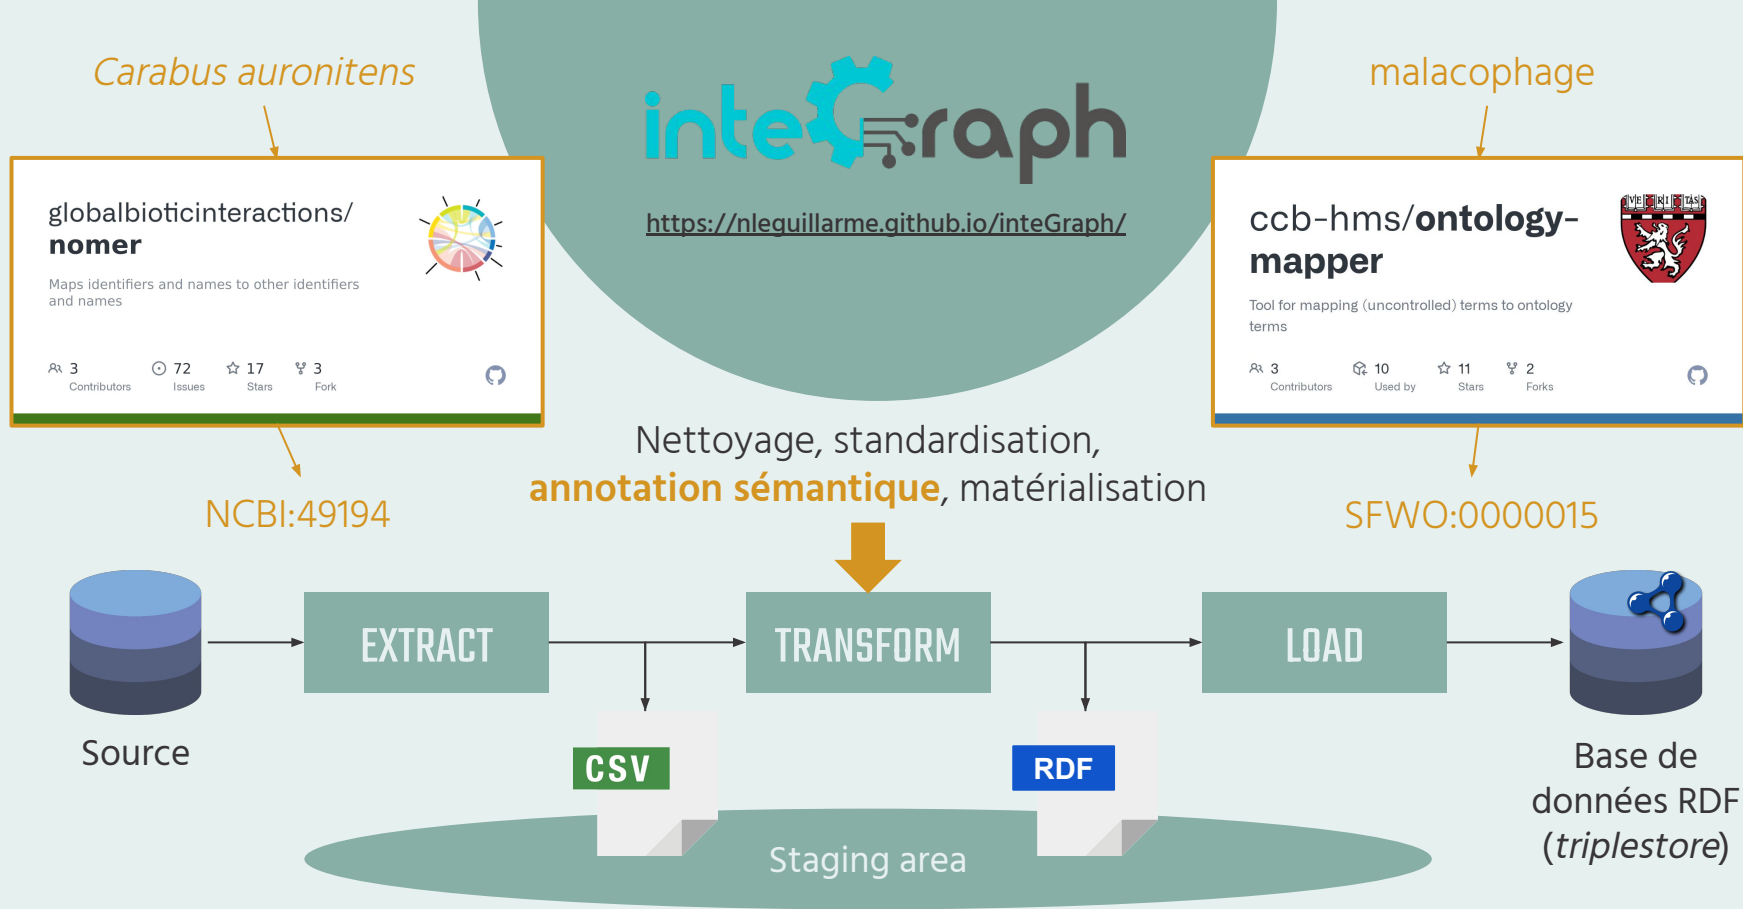 Carabus auronitens
inteGraph
malacophage
https://nleguillarme.github.io/inteGraph/
globalbioticinteractions/
nomer
Maps identifiers and names to other identifiers
and names
3
Contributors
72
Issues
17
Stars
3
Fork
VE RI TAS
ccb-hms/ontology-
mapper
Tool for mapping (uncontrolled) terms to ontology
terms
3
Contributors
10
Used by
11
Stars
2
Forks
Nettoyage, standardisation,
annotation sémantique, matérialisation
NCBI:49194
SFWO:0000015
EXTRACT
TRANSFORM
LOAD
Source
CSV
RDF
Base de
données RDF
(triplestore)
Staging area